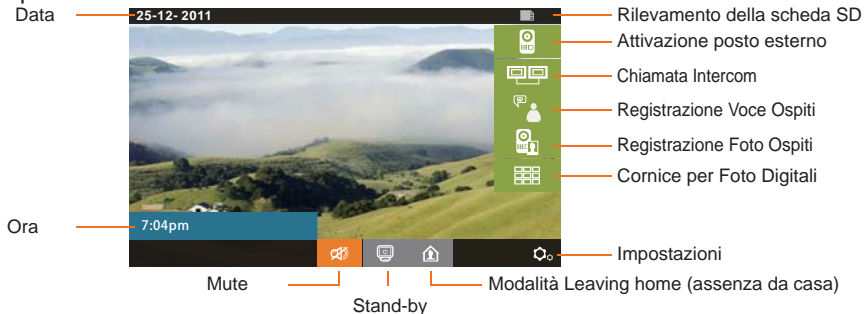 Data
25-12- 2011
Rilevamento della scheda SD
Attivazione posto esterno
Chiamata Intercom
Registrazione Voce Ospiti
Registrazione Foto Ospiti
Cornice per Foto Digitali
Ora
7:04pm
Impostazioni
Mute
Modalità Leaving home (assenza da casa)
Stand-by